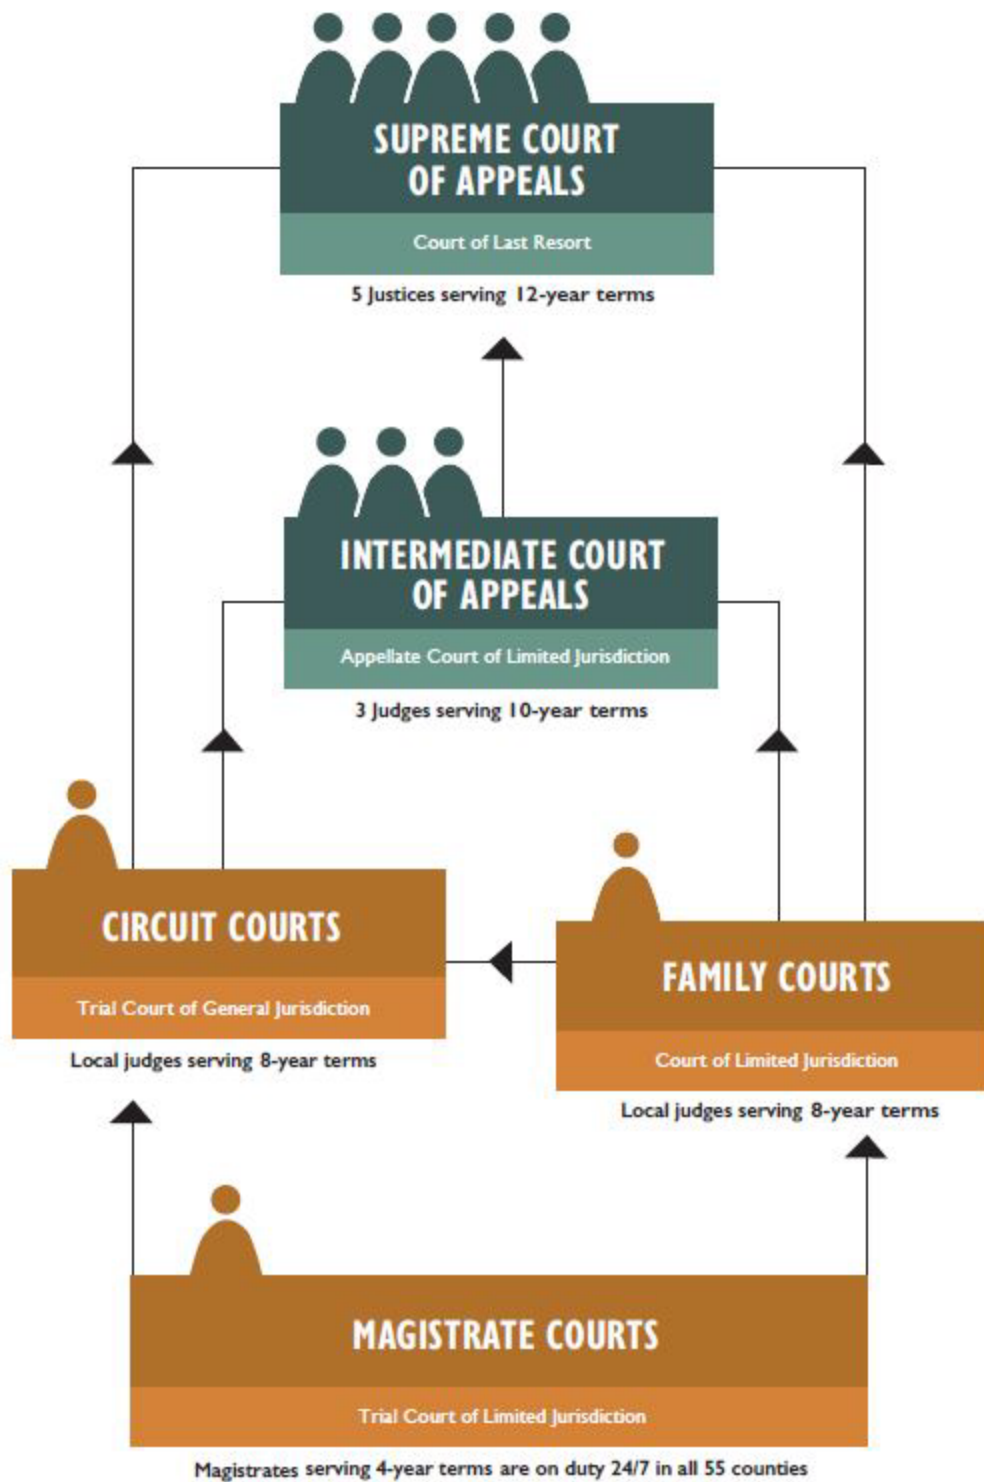 SUPREME COURT
OF APPEALS
Court of Last Resort
5 Justices serving 12-year terms
INTERMEDIATE COURT
OF APPEALS
Appellate Court of Limited Jurisdiction
3 Judges serving 10-year terms
CIRCUIT COURTS
Trial Court of General Jurisdiction
Local judges serving 8-year terms
FAMILY COURTS
Court of Limited Jurisdiction
Local judges serving 8-year terms
MAGISTRATE COURTS
Trial Court of Limited Jurisdiction
Magistrates serving 4-year terms are on duty 24/7 in all 55 counties